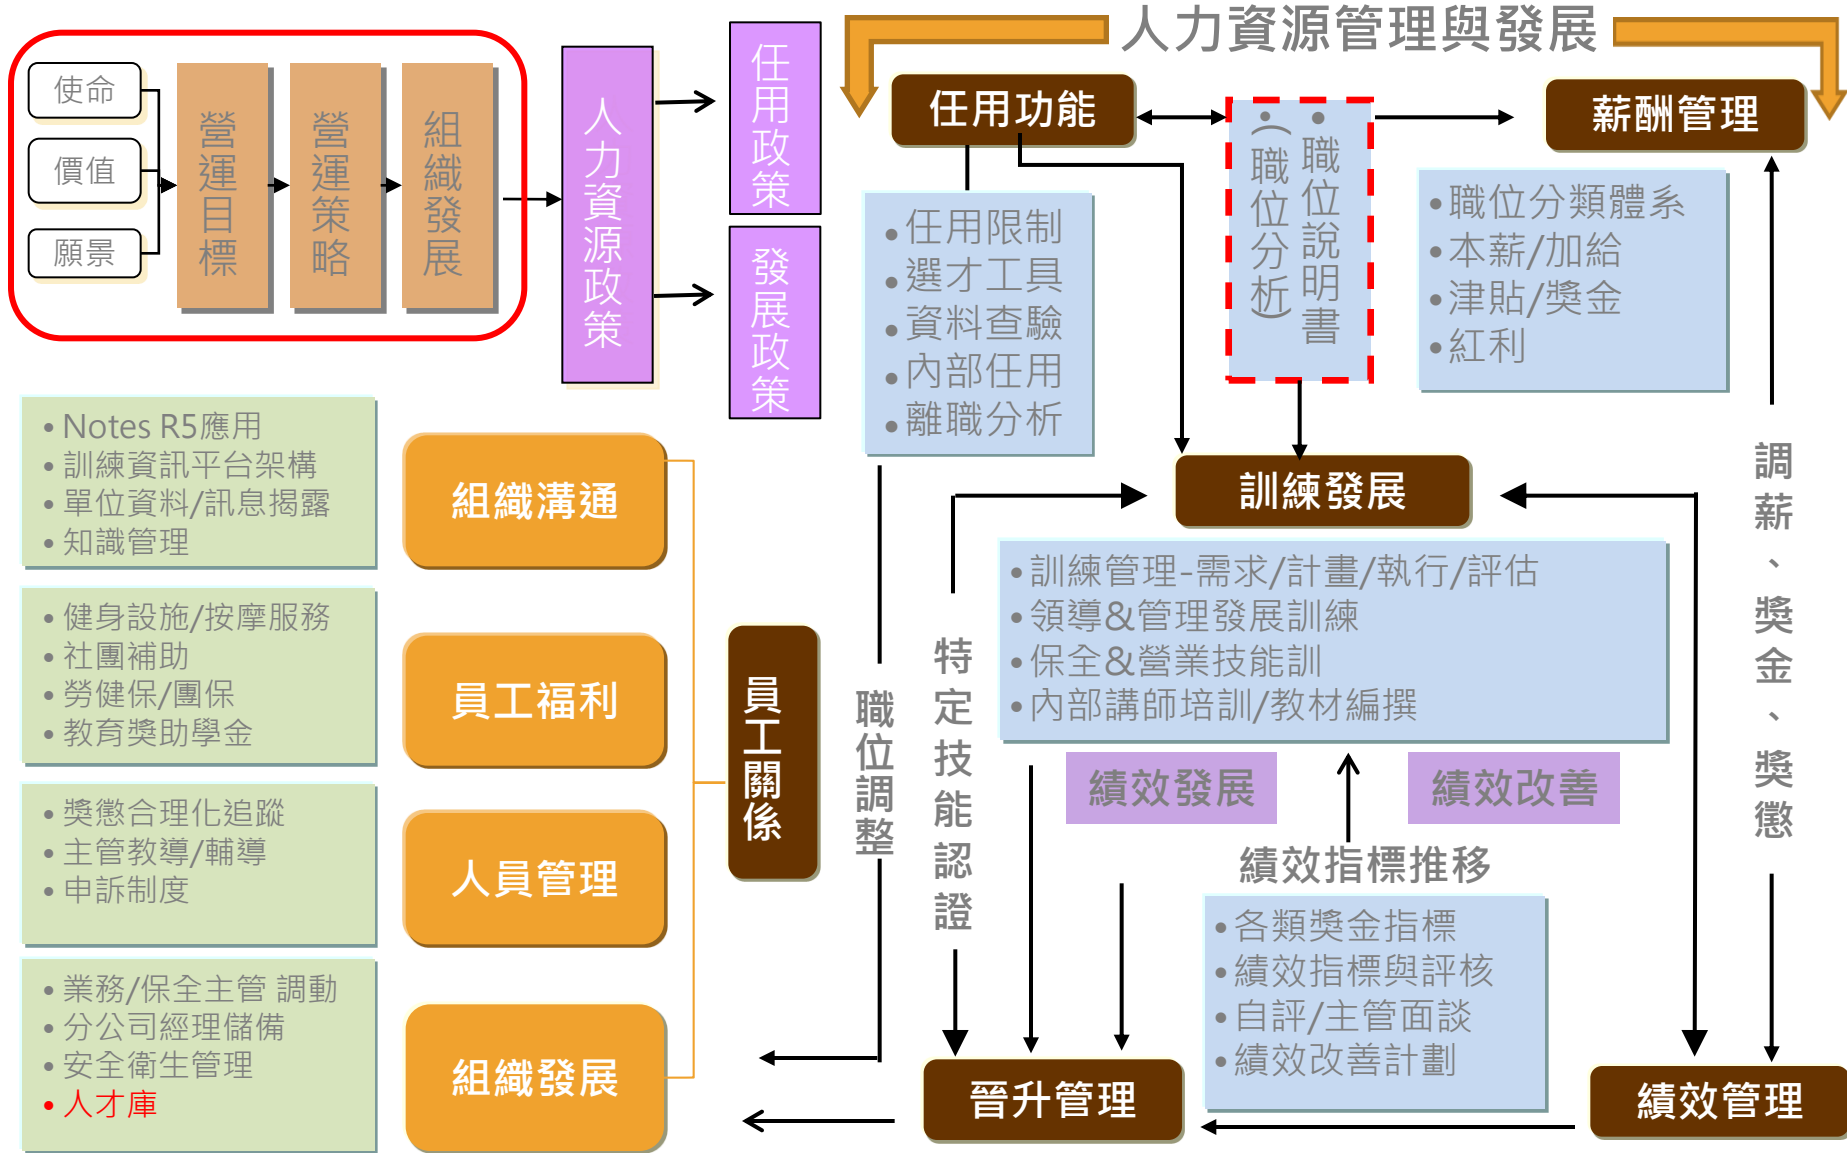 人力資源管理與發展
使命
價值
願景
營運目標
營運策略
組織發展
人力資源政策
任用政策
發展政策
任用功能
•任用限制
•選才工具
•資料查驗
•內部任用
•離職分析
•職位說明書
(職位分析)
薪酬管理
•職位分類體系
•本薪/加給
•津貼/獎金
•紅利
•Notes R5應用
•訓練資訊平台架構
•單位資料/訊息揭露
•知識管理
組織溝通
•健身設施/按摩服務
•社團補助
•勞健保/團保
•教育獎助學金
員工福利
•獎懲合理化追蹤
•主管教導/輔導
•申訴制度
人員管理
•業務/保全主管 調動
•分公司經理儲備
•安全衛生管理
•人才庫
組織發展
員工關係
職位調整
特定技能認證
訓練發展
•訓練管理-需求/計畫/執行/評估
•領導&管理發展訓練
•保全&營業技能訓
•內部講師培訓/教材編撰
績效發展
績效改善
績效指標推移
•各類獎金指標
•績效指標與評核
•自評/主管面談
•績效改善計劃
調薪、獎金、獎懲
晉升管理
績效管理